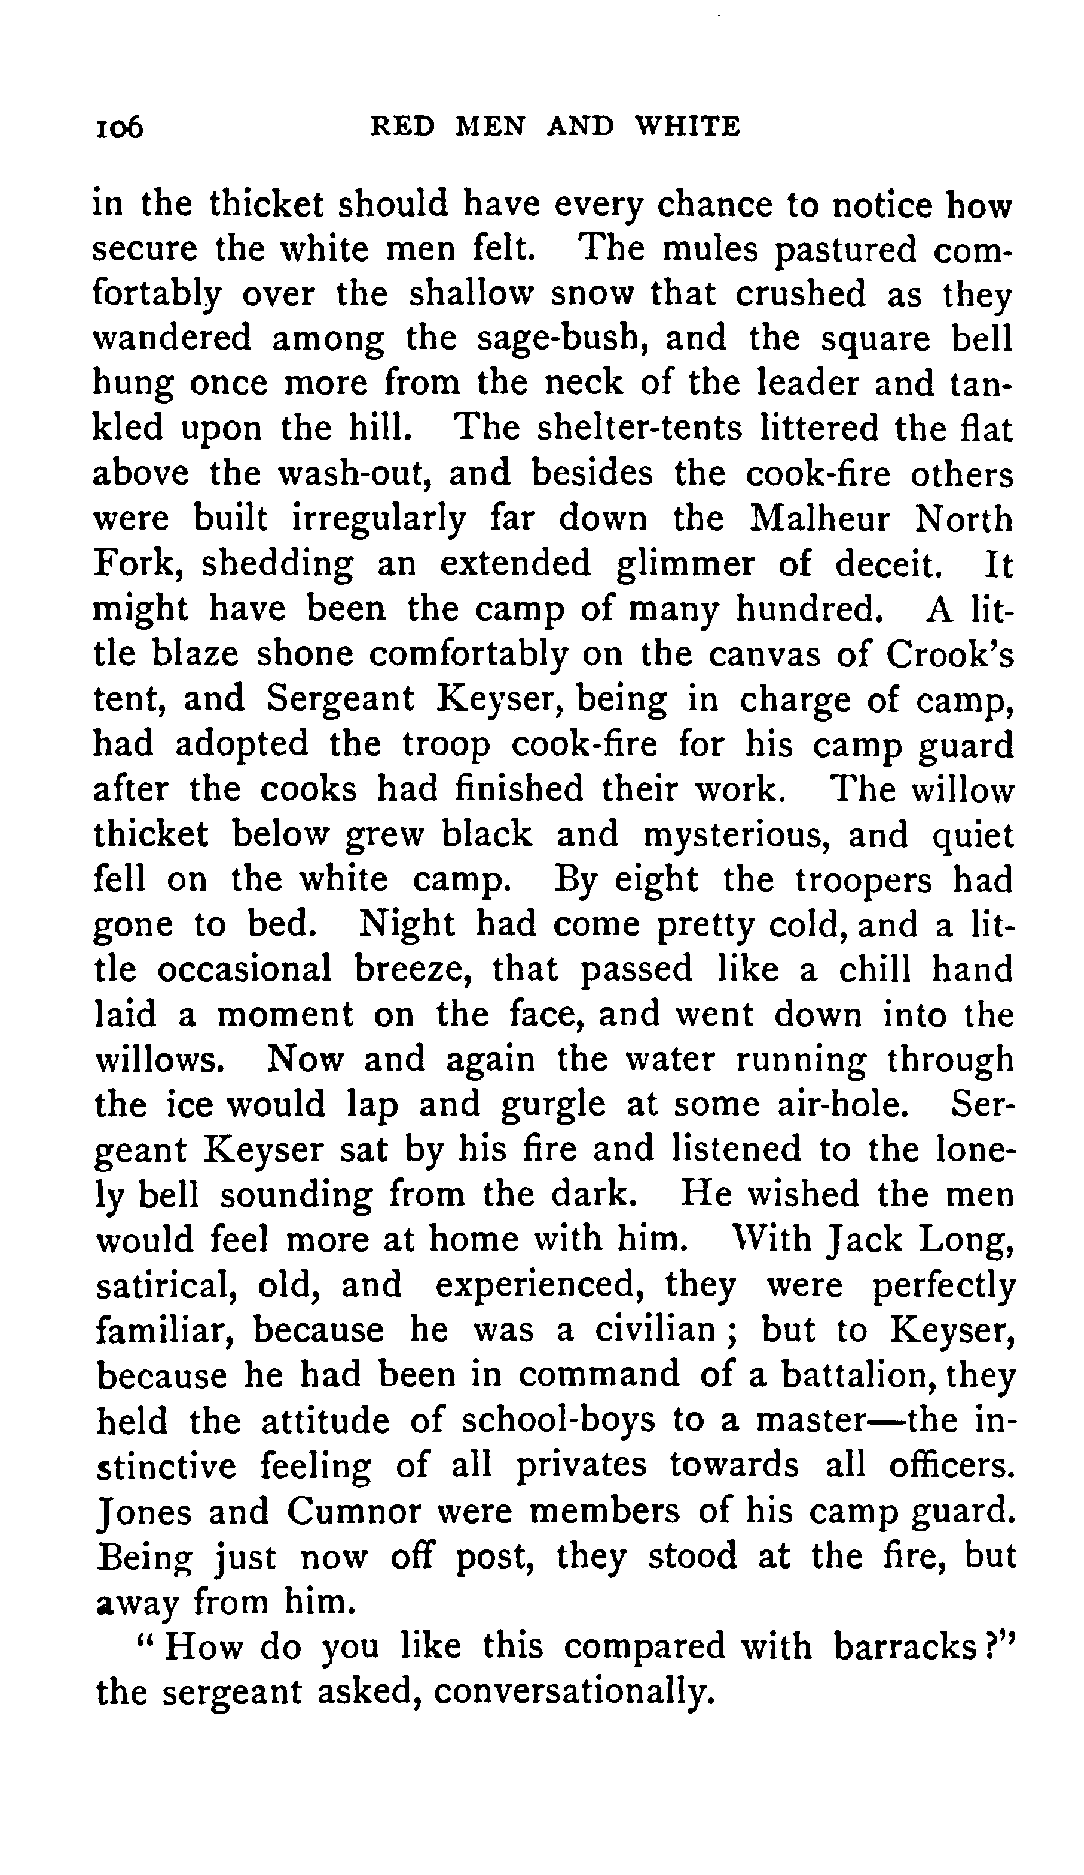 106 RED MEN AND WHITE
in the thicket should have every chance to notice how
secure the white men felt. The mules pastured com-
fortably over the shallow snow that crushed as they
wandered among the sage-bush, and the square bell
hung once more from the neck of the leader and tan-
kled upon the hill. The shelter-tents littered the flat
above the wash-out, and besides the cook-fire others
were built irregularly far down the Malheur North
Fork, shedding an extended glimmer of deceit. It
might have been the camp of many hundred. A lit-
tle blaze shone comfortably on the canvas of Crook's
tent, and Sergeant Keyser, being in charge of camp,
had adopted the troop cook-fire for his camp guard
after the cooks had finished their work. The willow
thicket below grew black and mysterious, and quiet
fell on the white camp. By eight the troopers had
gone to bed. Night had come pretty cold, and a lit-
tle occasional breeze, that passed like a chill hand
laid a moment on the face, and went down into the
willows. Now and again the water running through
the ice would lap and gurgle at some air-hole. Ser-
geant Keyser sat by his fire and listened to the lone-
ly bell sounding from the dark. He wished the men
would feel more at home with him. With Jack Long,
satirical, old, and experienced, they were perfectly
familiar, because he was a civilian ; but to Keyser,
because he had been in command of a battalion, they
held the attitude of school-boys to a master—the in-
stinctive feeling of all privates towards all officers.
Jones and Cumnor were members of his camp guard.
Being just now off post, they stood at the fire, but
away from him.
“ How do you like this compared with barracks ?”
the sergeant asked, conversationally.